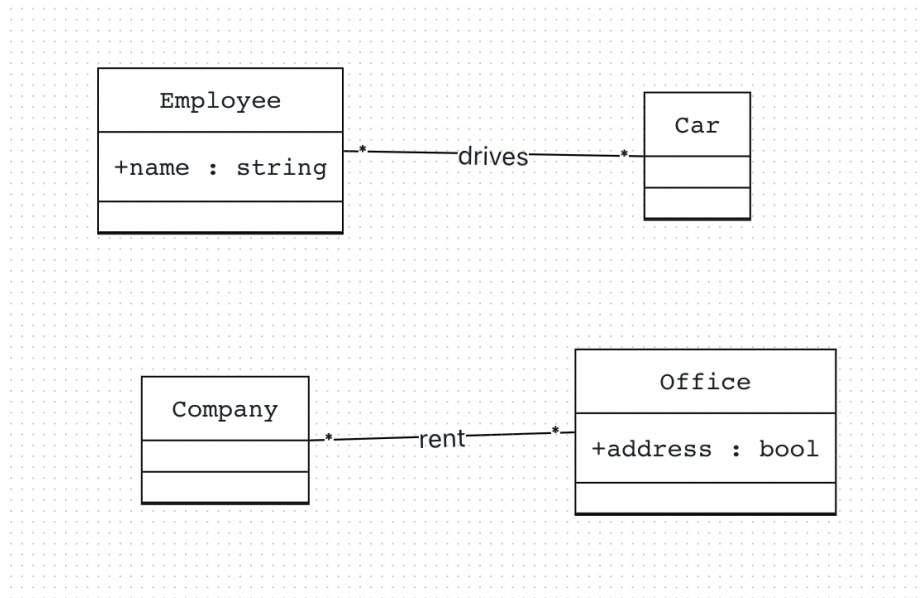 Employee
Car
+name : string
* drives *
Company
Office
+address : bool
* rent *